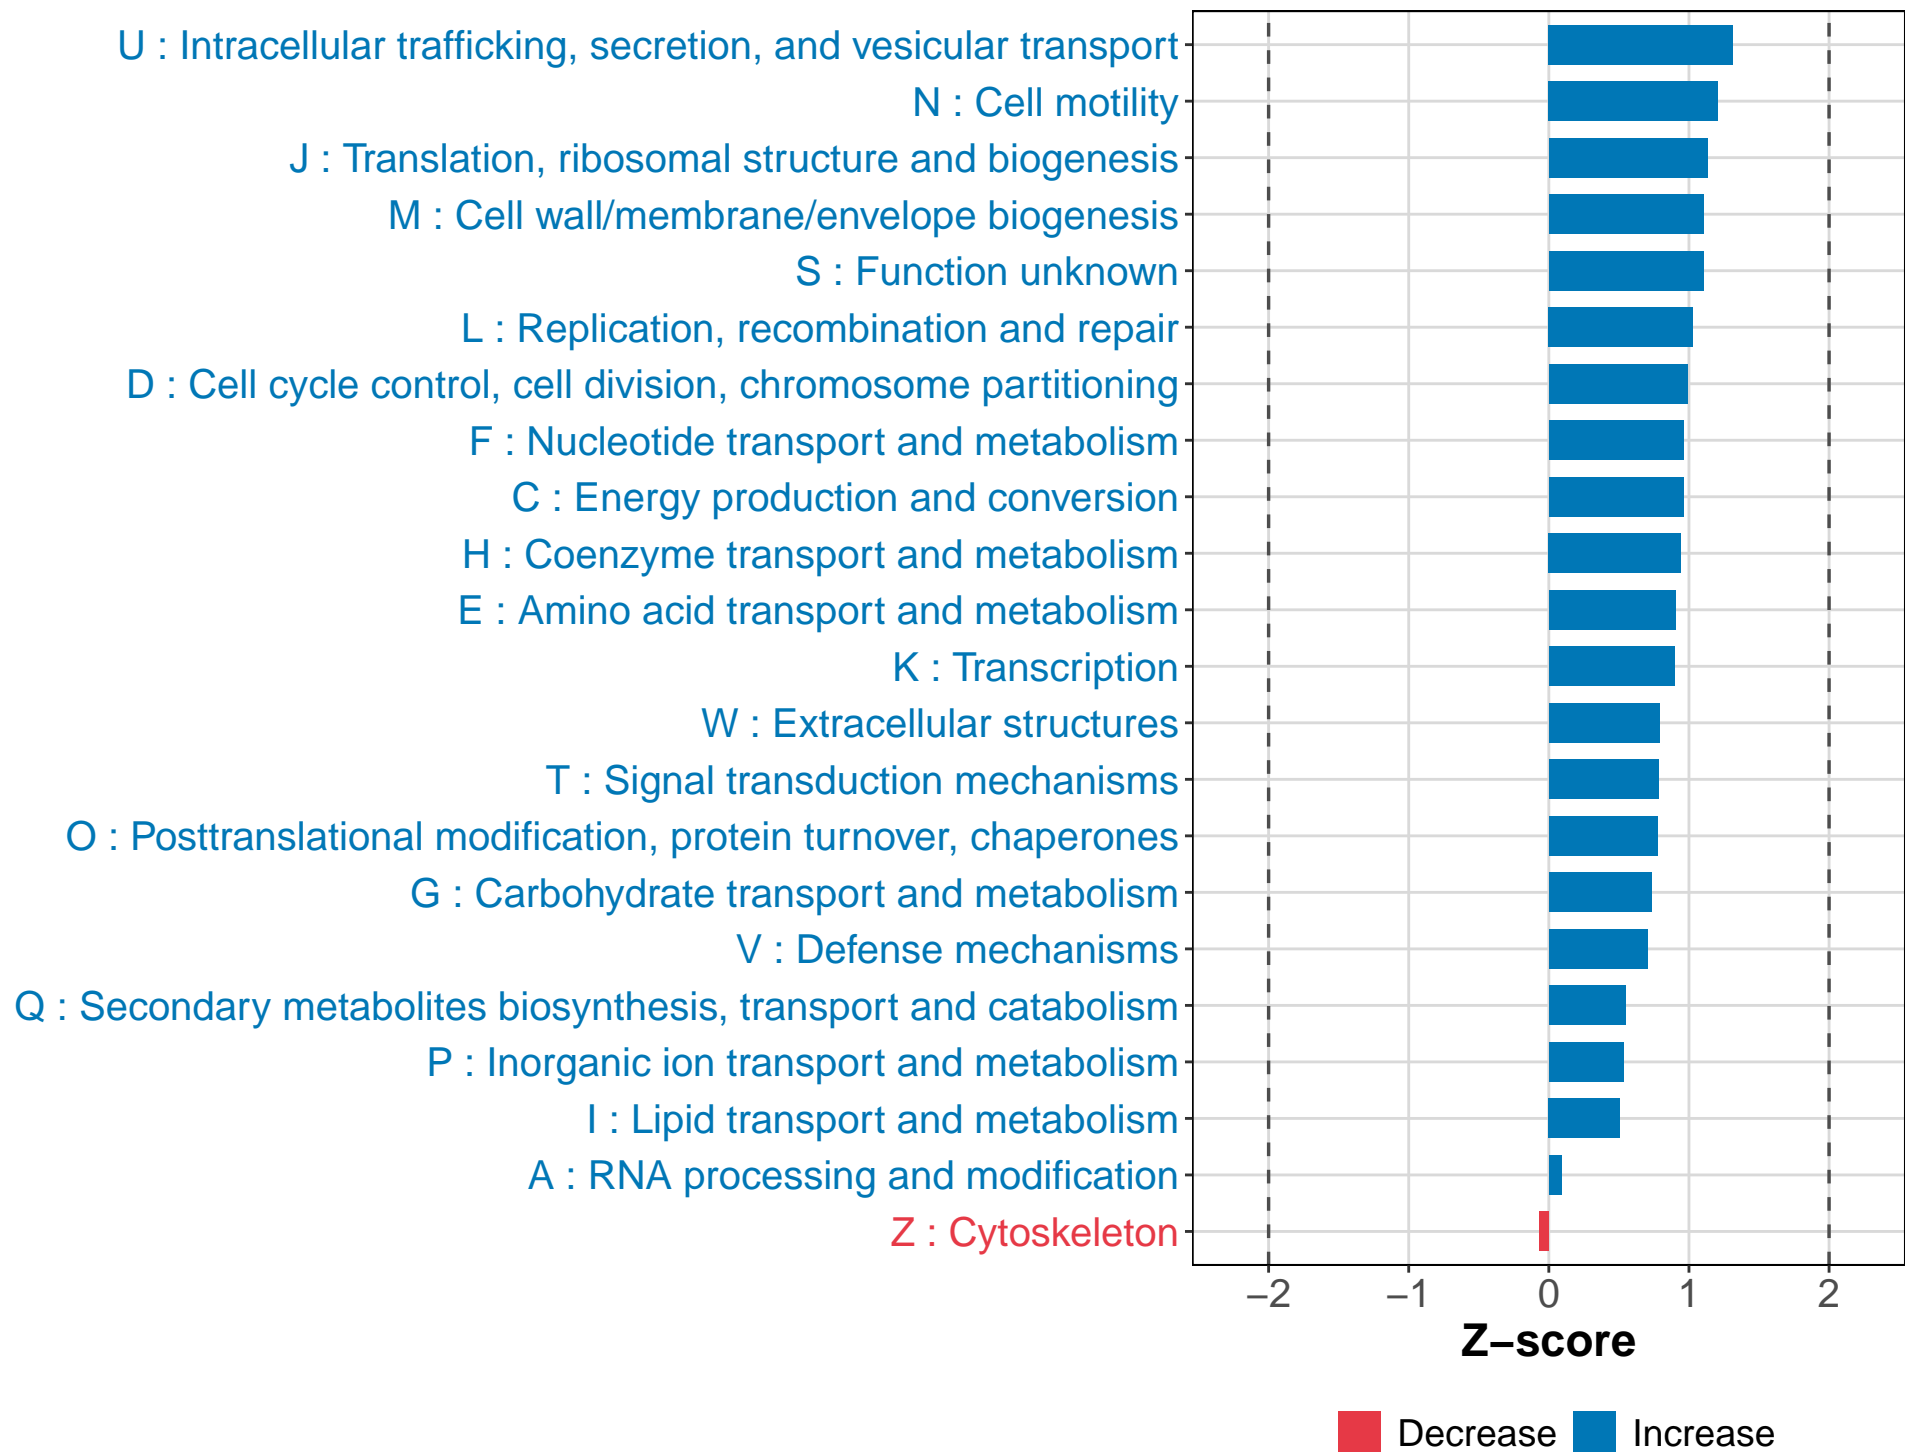 U : Intracellular trafficking, secretion, and vesicular transport
N : Cell motility
J : Translation, ribosomal structure and biogenesis
M : Cell wall/membrane/envelope biogenesis
S : Function unknown
L : Replication, recombination and repair
D : Cell cycle control, cell division, chromosome partitioning
F : Nucleotide transport and metabolism
C : Energy production and conversion
H : Coenzyme transport and metabolism
E : Amino acid transport and metabolism
K : Transcription
W : Extracellular structures
T : Signal transduction mechanisms
O : Posttranslational modification, protein turnover, chaperones
G : Carbohydrate transport and metabolism
V : Defense mechanisms
Q : Secondary metabolites biosynthesis, transport and catabolism
P : Inorganic ion transport and metabolism
I : Lipid transport and metabolism
A : RNA processing and modification
Z : Cytoskeleton
−2 −1 0 1 2
Z−score
Decrease Increase